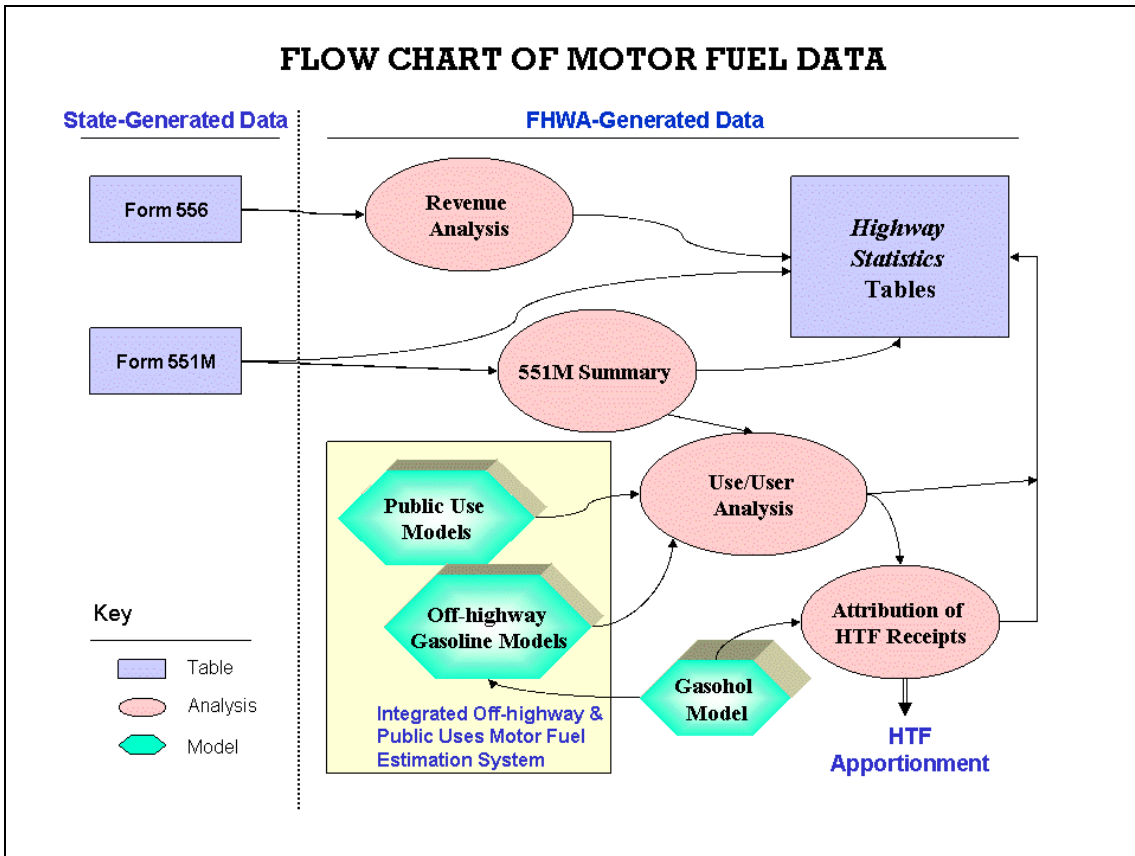 FLOW CHART OF MOTOR FUEL DATA
State-Generated Data
FHWA-Generated Data
Form 556
Revenue
Analysis
Highway
Statistics
Tables
Form 551M
551M Summary
Use/User
Analysis
Public Use
Models
Off-highway
Gasoline Models
Attribution of
HTF Receipts
Gasohol
Model
Integrated Off-highway &
Public Uses Motor Fuel
Estimation System
HTF
Apportionment
Key
Table
Analysis
Model